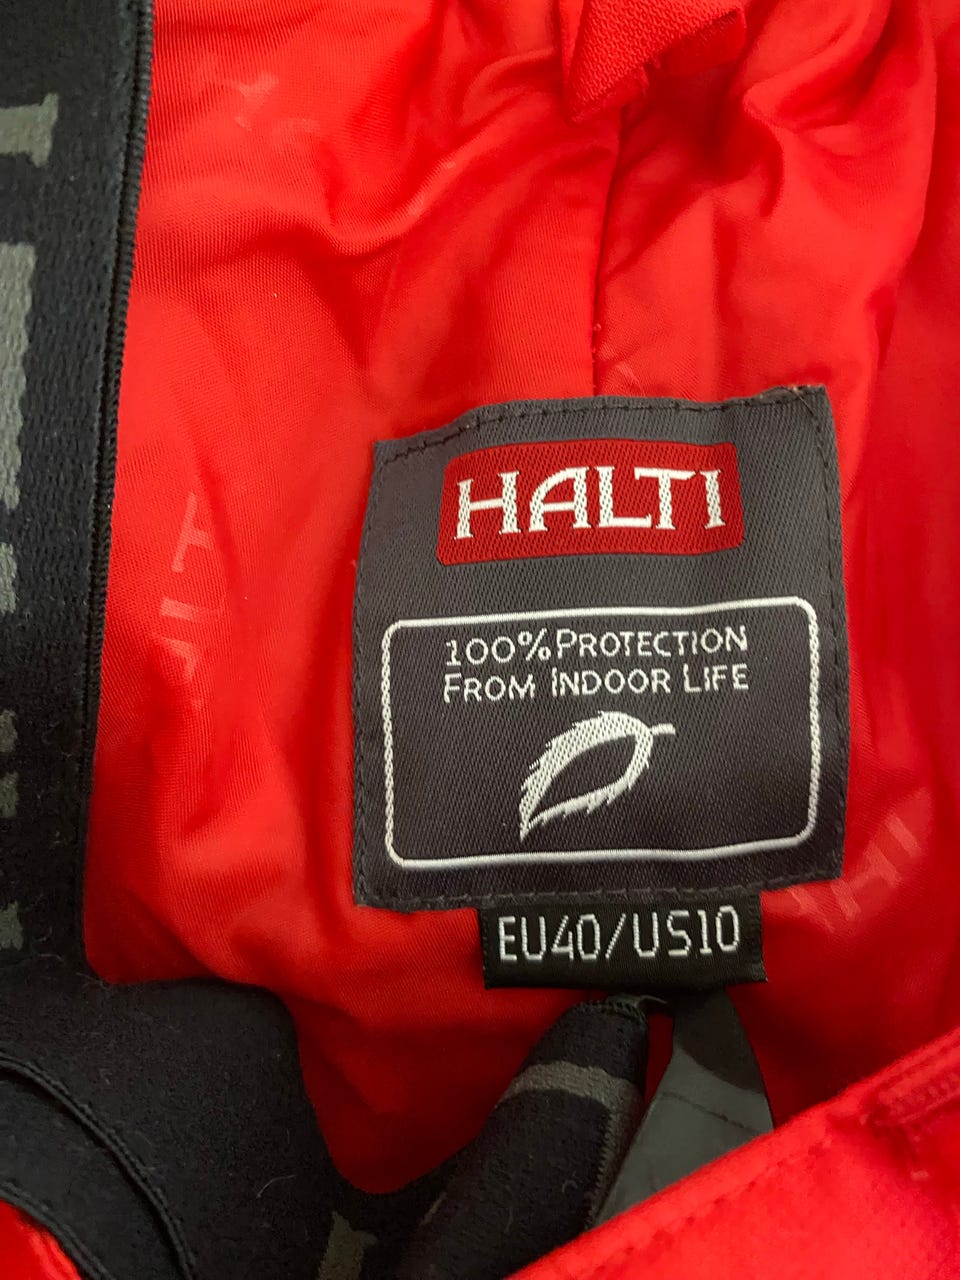 HALTI
100% PROTECTION
FROM INDOOR LIFE
EU40/US10